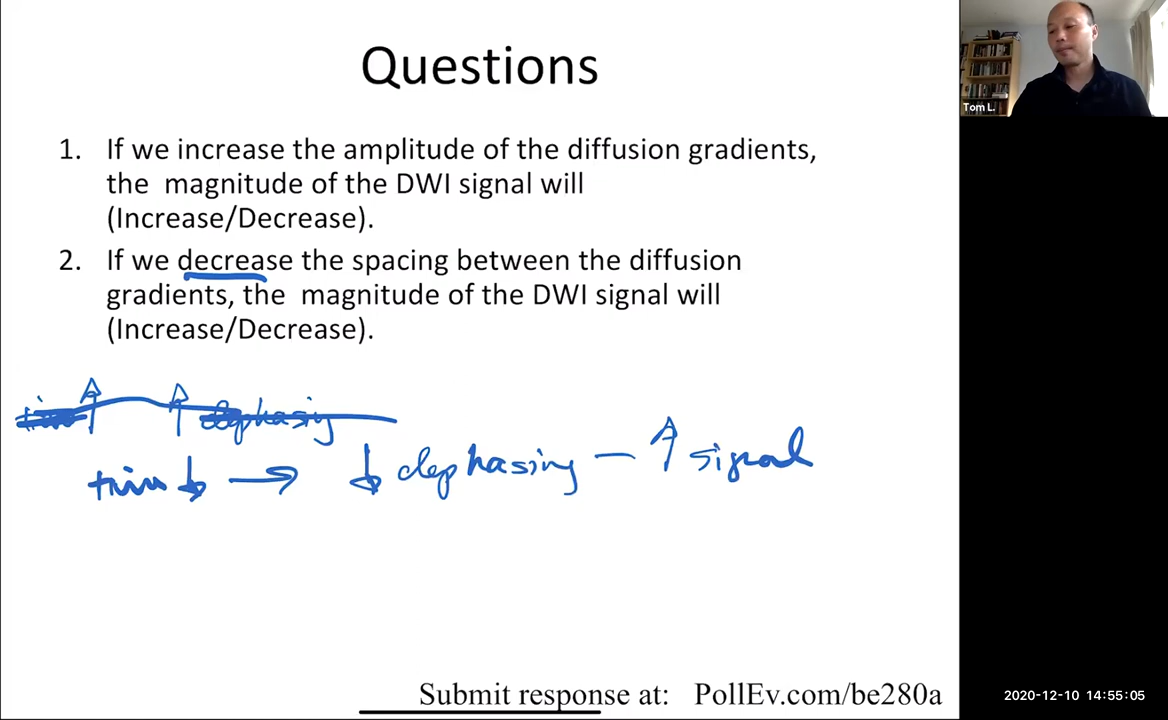 Questions
1. If we increase the amplitude of the diffusion gradients,
the magnitude of the DWI signal will
(Increase/Decrease).
2. If we decrease the spacing between the diffusion
gradients, the magnitude of the DWI signal will
(Increase/Decrease).
↑ ↑ dephasing
↓ → ↓ dephasing — ↑ signal
Submit response at: PollEv.com/be280a
Tom L.
2020-12-10 14:55:05